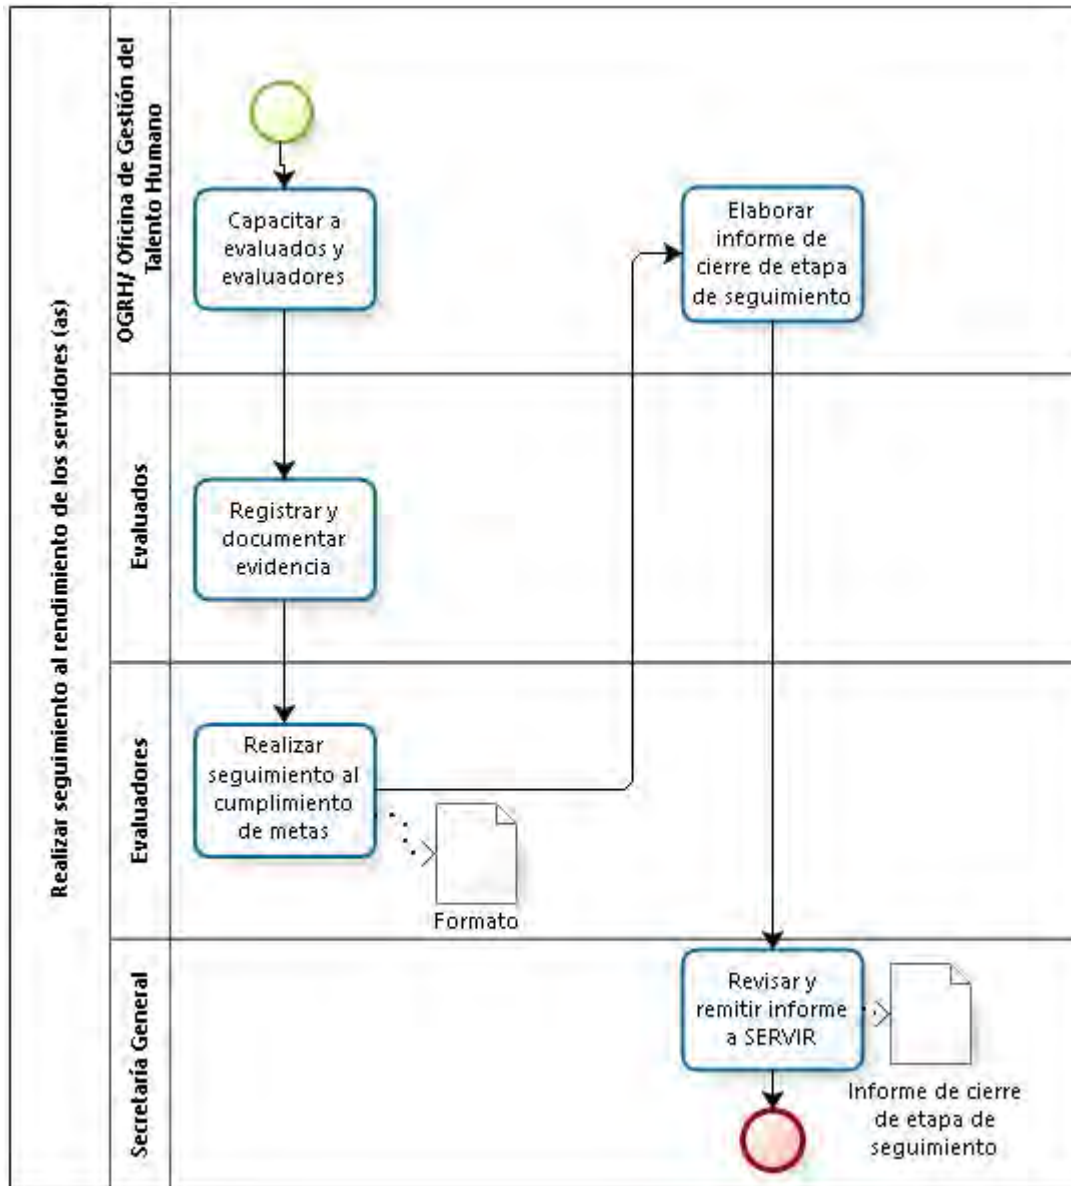 Realizar seguimiento al rendimiento de los servidores (as)
OGRH/ Oficina de Gestión del
Talento Humano
Capacitar a
evaluados y
evaluadores
Elaborar
informe de
cierre de etapa
de seguimiento
Evaluados
Registrar y
documentar
evidencia
Evaluadores
Realizar
seguimiento al
cumplimiento
de metas
Formato
Secretaría General
Revisar y
remitir informe
a SERVIR
Informe de cierre
de etapa de
seguimiento